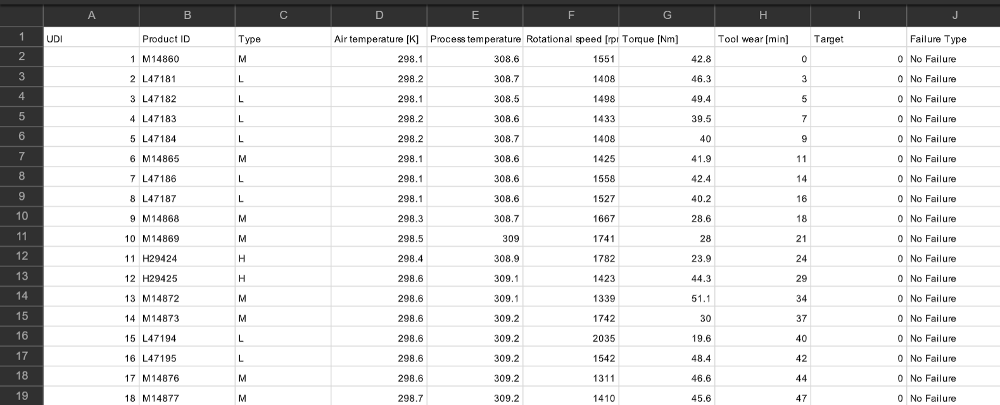 A B C D E F G H I J
1 UDI Product ID Type Air temperature [K] Process temperature Rotational speed [rpm Torque [Nm] Tool wear [min] Target Failure Type
2 1 M14860 M 298.1 308.6 1551 42.8 0 0 No Failure
3 2 L47181 L 298.2 308.7 1408 46.3 3 0 No Failure
4 3 L47182 L 298.1 308.5 1498 49.4 5 0 No Failure
5 4 L47183 L 298.2 308.6 1433 39.5 7 0 No Failure
6 5 L47184 L 298.2 308.7 1408 40 9 0 No Failure
7 6 M14865 M 298.1 308.6 1425 41.9 11 0 No Failure
8 7 L47186 L 298.1 308.6 1558 42.4 14 0 No Failure
9 8 L47187 L 298.1 308.6 1527 40.2 16 0 No Failure
10 9 M14868 M 298.3 308.7 1667 28.6 18 0 No Failure
11 10 M14869 M 298.5 309 1741 28 21 0 No Failure
12 11 H29424 H 298.4 308.9 1782 23.9 24 0 No Failure
13 12 H29425 H 298.6 309.1 1423 44.3 29 0 No Failure
14 13 M14872 M 298.6 309.1 1339 51.1 34 0 No Failure
15 14 M14873 M 298.6 309.2 1742 30 37 0 No Failure
16 15 L47194 L 298.6 309.2 2035 19.6 40 0 No Failure
17 16 L47195 L 298.6 309.2 1542 48.4 42 0 No Failure
18 17 M14876 M 298.6 309.2 1311 46.6 44 0 No Failure
19 18 M14877 M 298.7 309.2 1410 45.6 47 0 No Failure